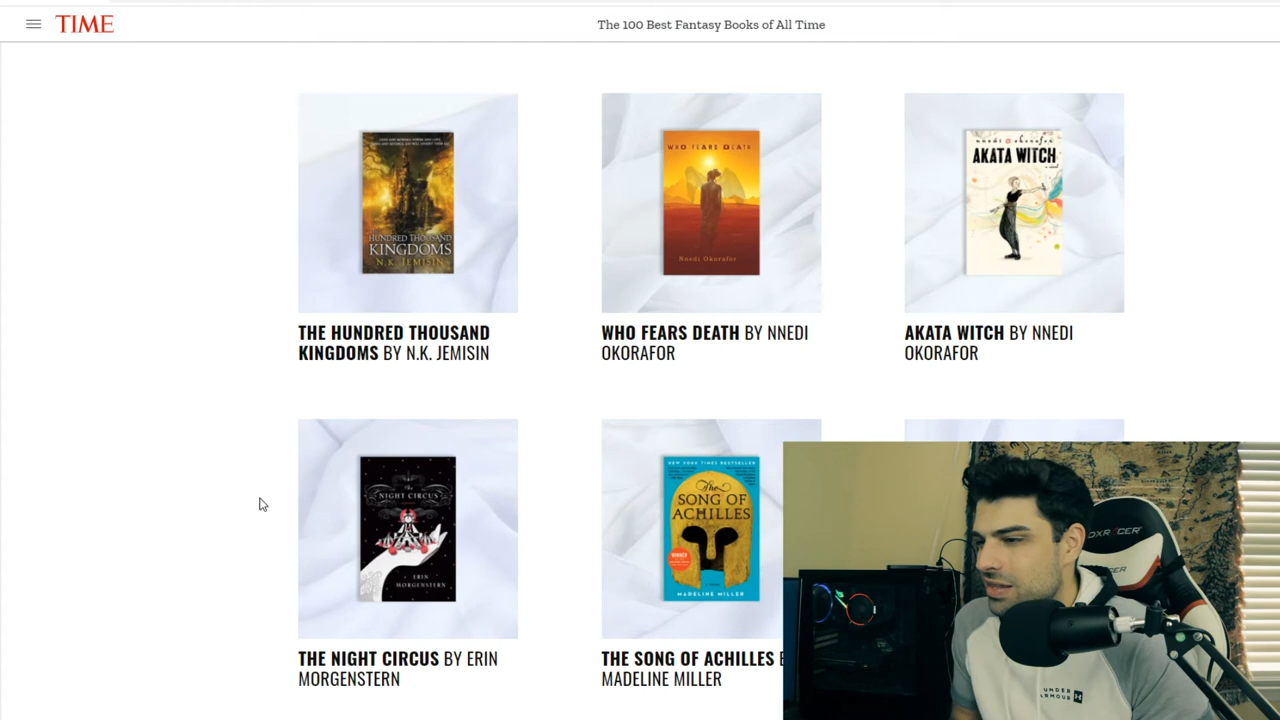 TIME
The 100 Best Fantasy Books of All Time
HUNDRED THOUSAND
KINGDOMS
N.K. JEMISIN
WHO FEARS DEATH
Nnedi Okorafor
nnedi okorafor
AKATA WITCH
THE HUNDRED THOUSAND
KINGDOMS BY N.K. JEMISIN
WHO FEARS DEATH BY NNEDI
OKORAFOR
AKATA WITCH BY NNEDI
OKORAFOR
The
NIGHT CIRCUS
ERIN
MORGENSTERN
NEW YORK TIMES BESTSELLER
The
SONG OF
ACHILLES
WINNER
MADELINE MILLER
THE NIGHT CIRCUS BY ERIN
MORGENSTERN
THE SONG OF ACHILLES
MADELINE MILLER
DXRACER
UNDER
ARMOUR